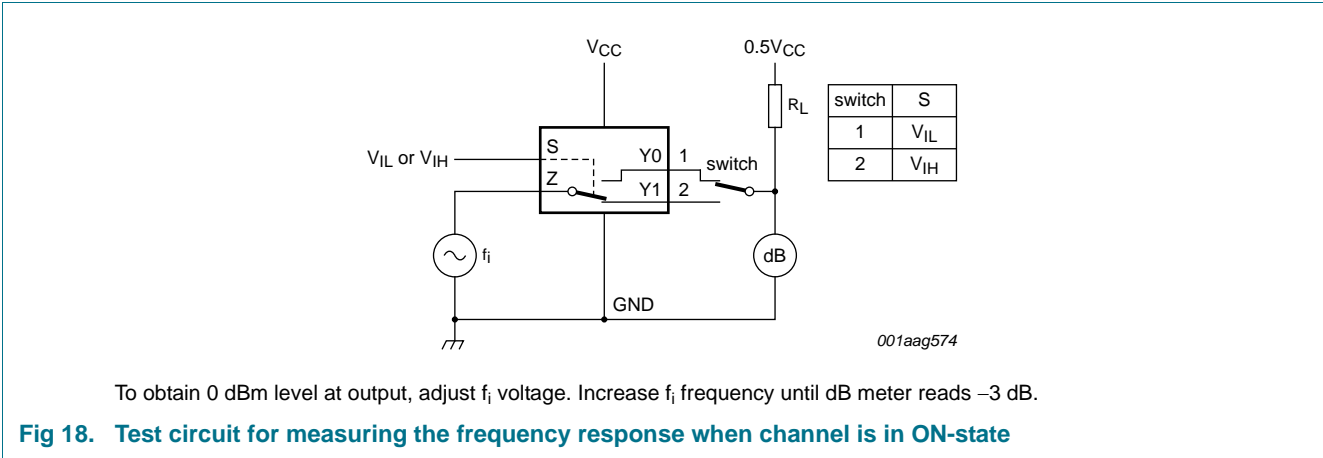 VCC
0.5VCC
RL
switch S
1 VIL
2 VIH
VIL or VIH
S
Y0 1
switch
Z
Y1 2
fi
dB
GND
001aag574
To obtain 0 dBm level at output, adjust fi voltage. Increase fi frequency until dB meter reads −3 dB.
Fig 18. Test circuit for measuring the frequency response when channel is in ON-state